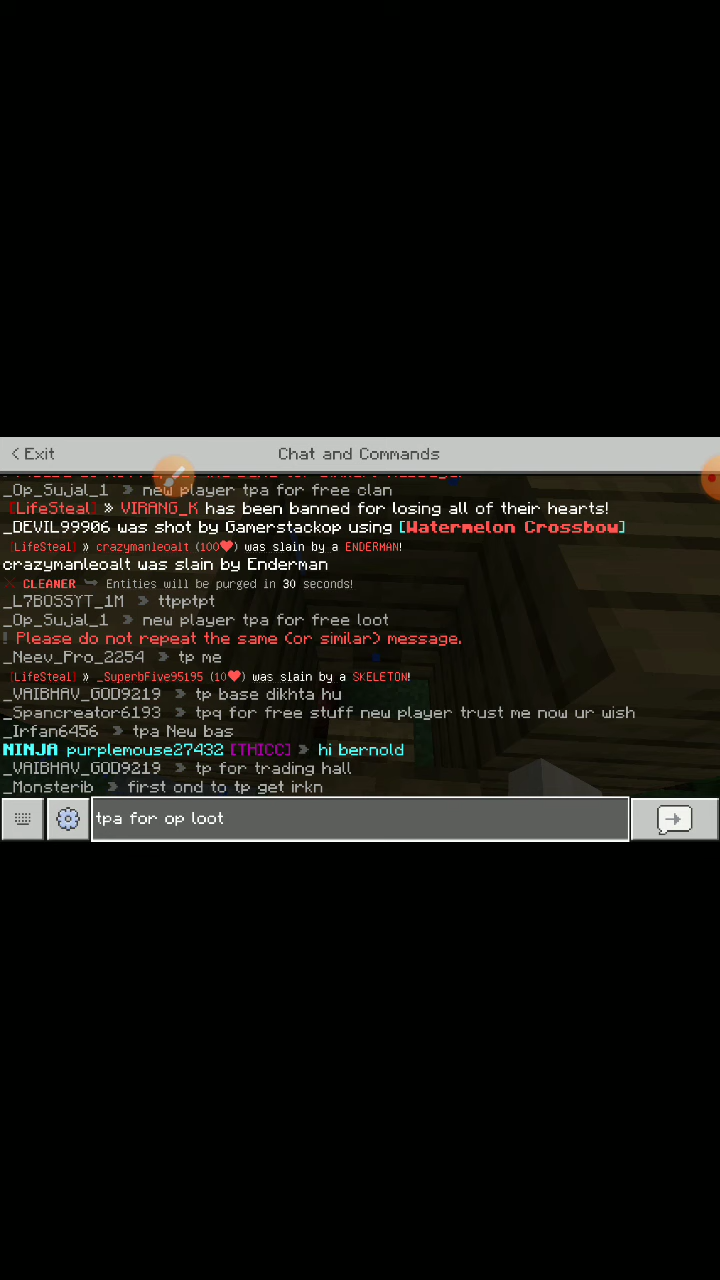 < Exit
Chat and Commands
_Op_Sujal_1 » new player tpa for free clan
[LifeSteal] » VIRANG_K has been banned for losing all of their hearts!
_DEVIL99906 was shot by Gamerstackop using [Watermelon Crossbow]
[LifeSteal] » crazymanleoalt (100❤) was slain by a ENDERMAN!
crazymanleoalt was slain by Enderman
CLEANER Entities will be purged in 30 seconds!
_L7BOSSYT_1M » ttpptpt
_Op_Sujal_1 » new player tpa for free loot
! Please do not repeat the same (or similar) message.
_Neev_Pro_2254 » tp me
[LifeSteal] » _SuperbFive95195 (10❤) was slain by a SKELETON!
_VAIBHAV_GOD9219 » tp base dikhta hu
_Spancreator6193 » tpq for free stuff new player trust me now ur wish
_Irfan6456 » tpa New bas
NINJA purplemouse27432 [THICC] » hi bernold
_VAIBHAV_GOD9219 » tp for trading hall
_Monsterib » first ond to tp get irkn
tpa for op loot